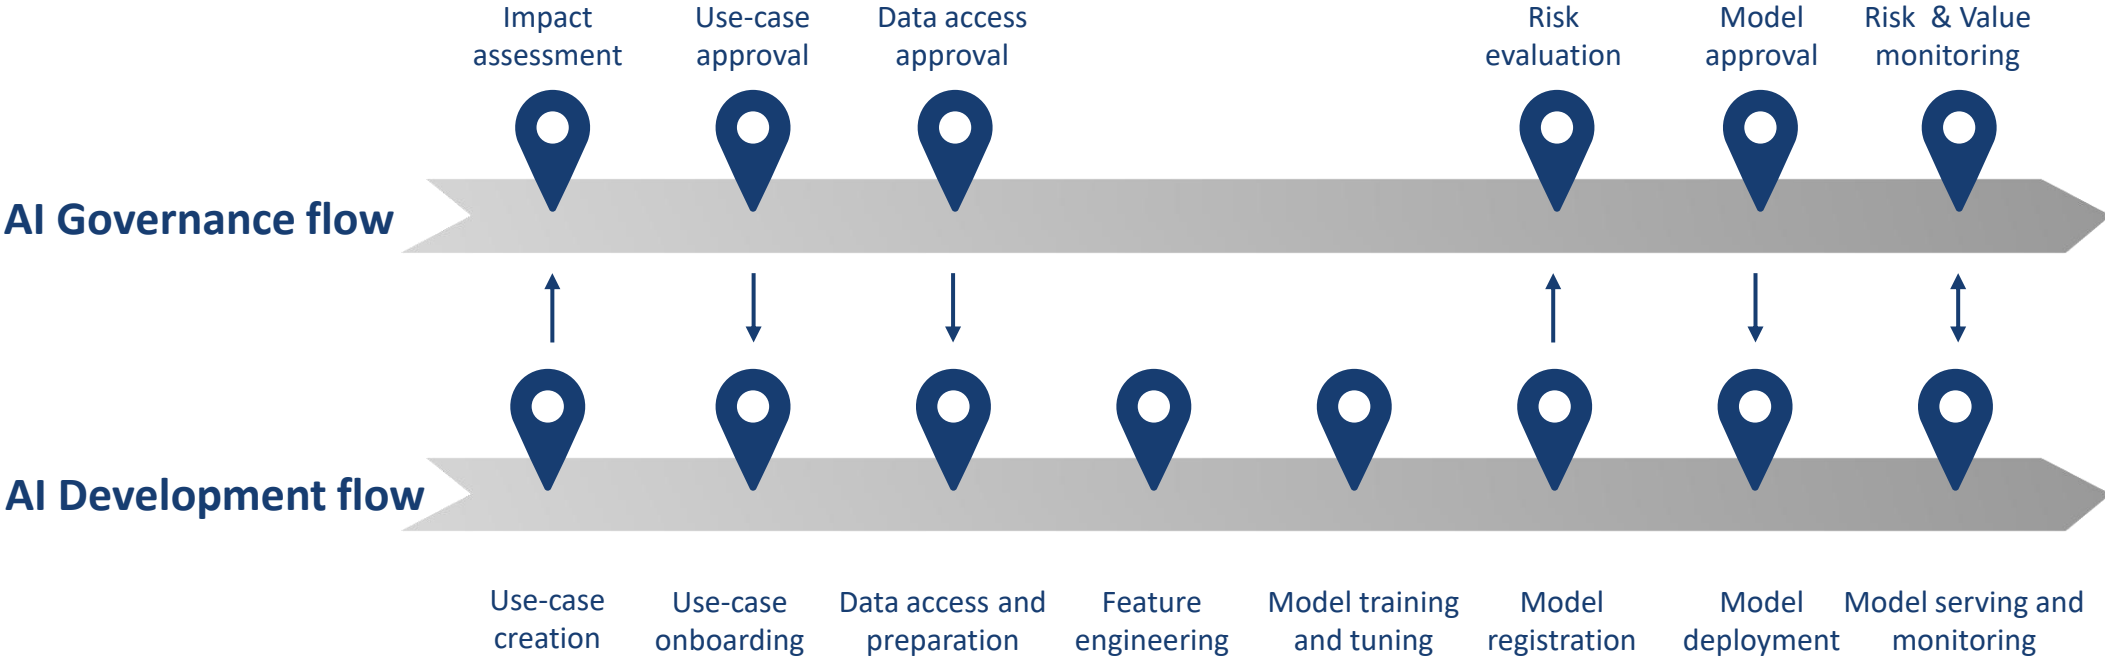 Impact
assessment
Use-case
approval
Data access
approval
Risk
evaluation
Model
approval
Risk & Value
monitoring
AI Governance flow
AI Development flow
Use-case
creation
Use-case
onboarding
Data access and
preparation
Feature
engineering
Model training
and tuning
Model
registration
Model
deployment
Model serving and
monitoring